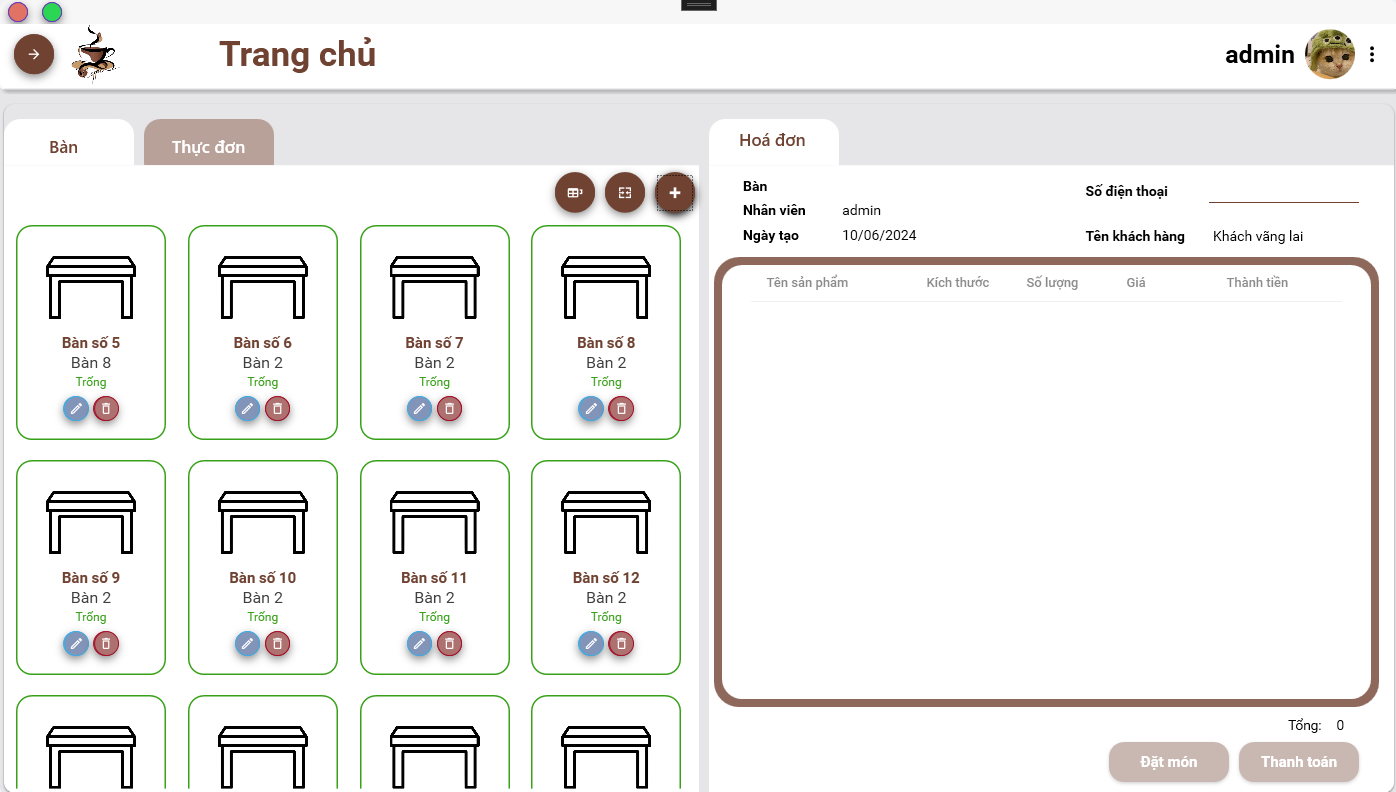 Trang chủ
admin
Bàn
Thực đơn
Bàn số 5
Bàn 8
Trống
Bàn số 6
Bàn 2
Trống
Bàn số 7
Bàn 2
Trống
Bàn số 8
Bàn 2
Trống
Bàn số 9
Bàn 2
Trống
Bàn số 10
Bàn 2
Trống
Bàn số 11
Bàn 2
Trống
Bàn số 12
Bàn 2
Trống
Hoá đơn
Bàn
Nhân viên admin
Ngày tạo 10/06/2024
Số điện thoại
Tên khách hàng Khách vãng lai
Tên sản phẩm Kích thước Số lượng Giá Thành tiền
Tổng: 0
Đặt món
Thanh toán